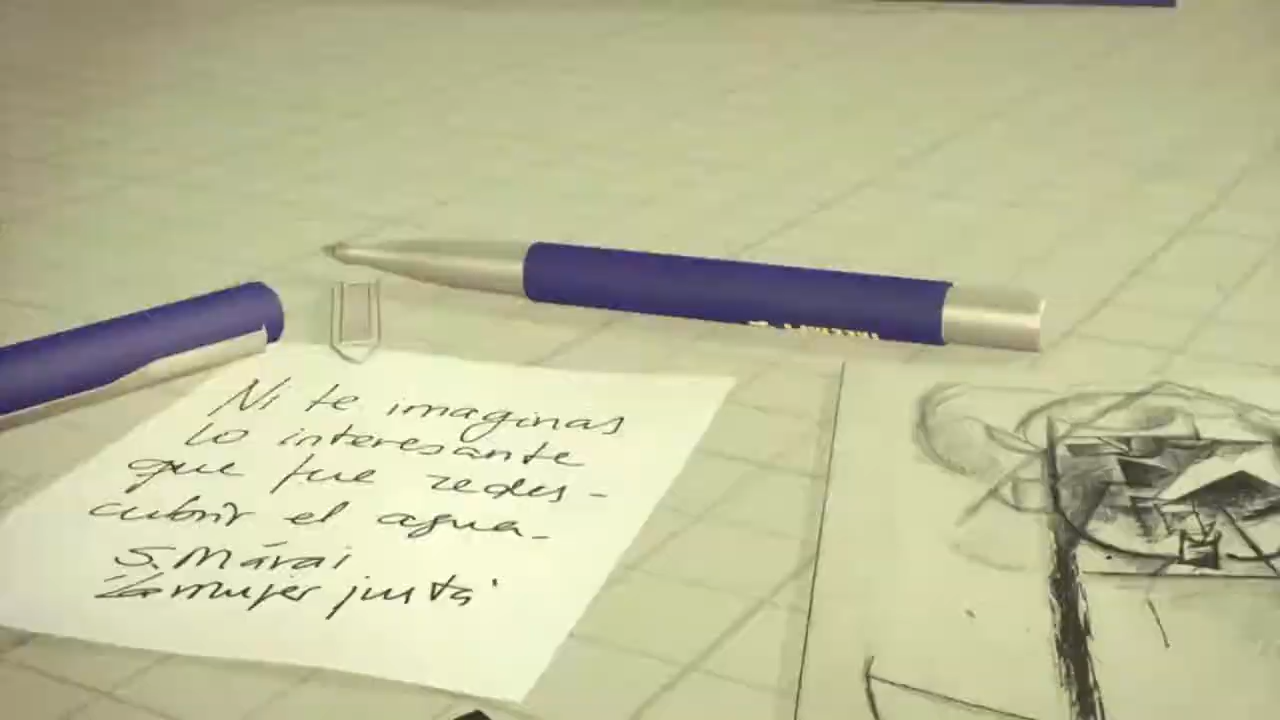 Ni te imaginas
lo interesante
que fue redes-
cubrir el agua.
S. Márai
"La mujer justa"